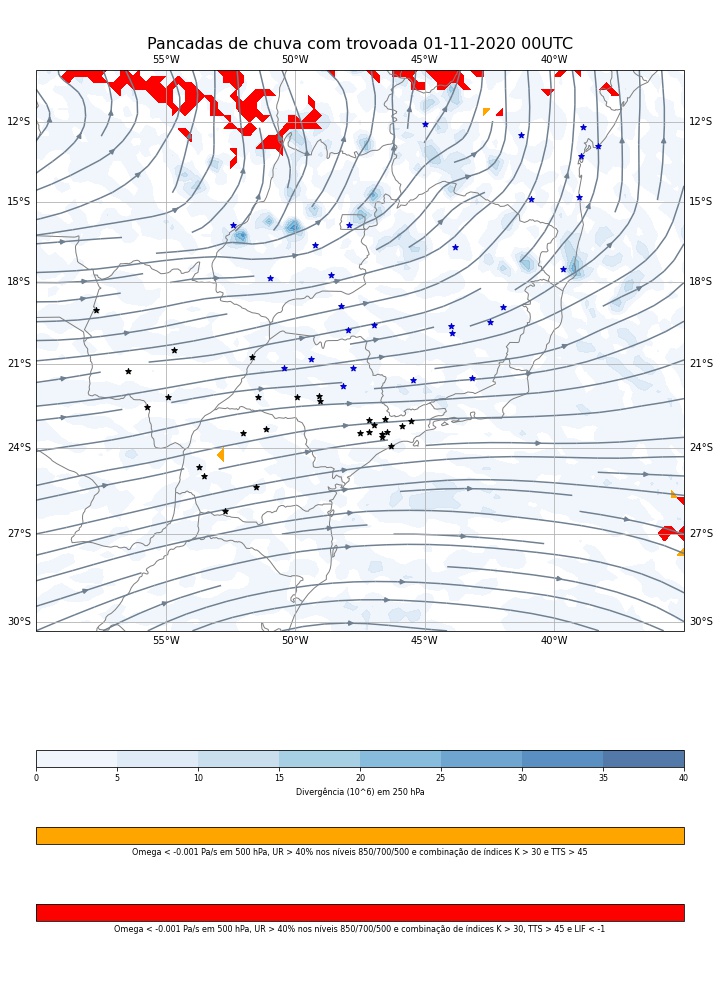 Pancadas de chuva com trovoada 01-11-2020 00UTC
55°W 50°W 45°W 40°W
12°S 12°S
15°S 15°S
18°S 18°S
21°S 21°S
24°S 24°S
27°S 27°S
30°S 30°S
55°W 50°W 45°W 40°W
0 5 10 15 20 25 30 35 40
Divergência (10^6) em 250 hPa
Omega < -0.001 Pa/s em 500 hPa, UR > 40% nos níveis 850/700/500 e combinação de índices K > 30 e TTS > 45
Omega < -0.001 Pa/s em 500 hPa, UR > 40% nos níveis 850/700/500 e combinação de índices K > 30, TTS > 45 e LIF < -1